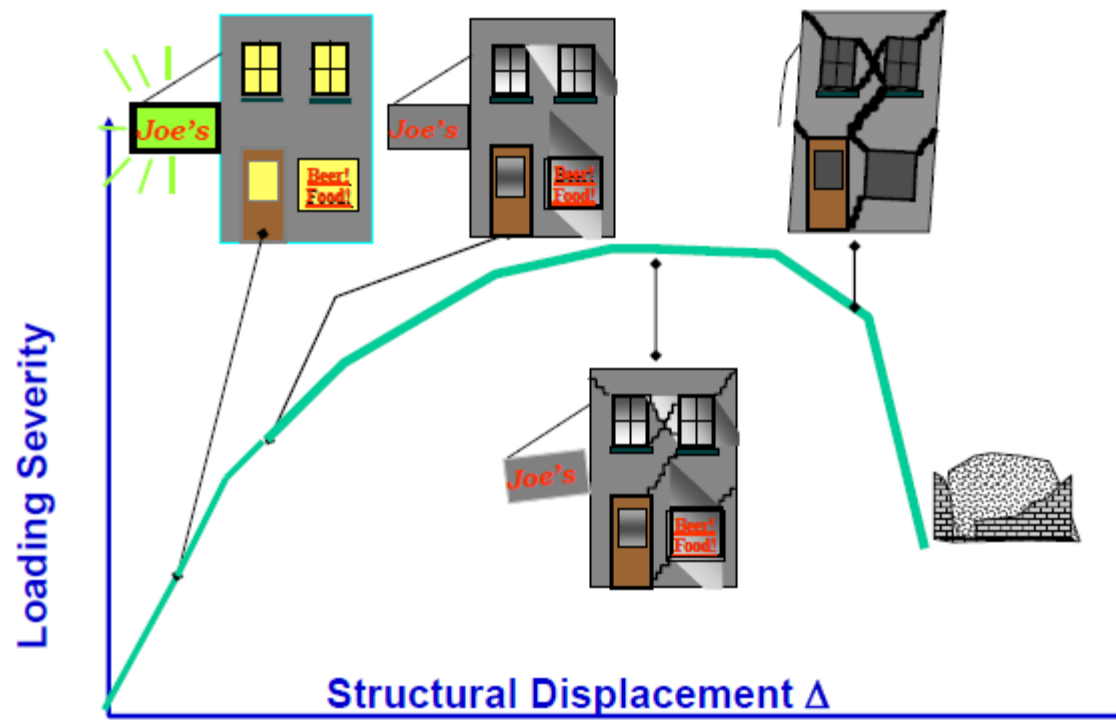 Joe's
Beer!
Food!
Joe's
Beer!
Food!
Joe's
Beer!
Food!
Loading Severity
Structural Displacement Δ